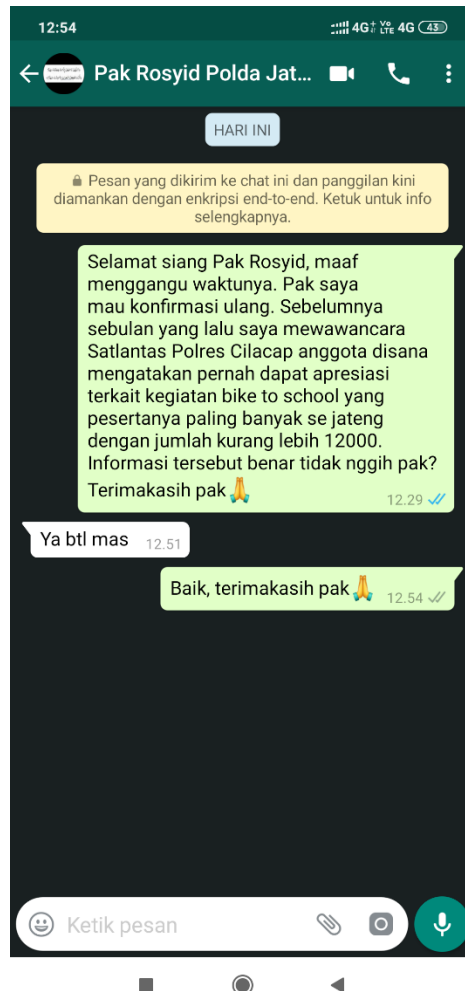 12:54 4G+ Vo LTE 4G 43
Pak Rosyid Polda Jat...
HARI INI
Pesan yang dikirim ke chat ini dan panggilan kini
diamankan dengan enkripsi end-to-end. Ketuk untuk info
selengkapnya.
Selamat siang Pak Rosyid, maaf
menggangu waktunya. Pak saya
mau konfirmasi ulang. Sebelumnya
sebulan yang lalu saya mewawancara
Satlantas Polres Cilacap anggota disana
mengatakan pernah dapat apresiasi
terkait kegiatan bike to school yang
pesertanya paling banyak se jateng
dengan jumlah kurang lebih 12000.
Informasi tersebut benar tidak nggih pak?
Terimakasih pak🙏 12.29
Ya btl mas 12.51
Baik, terimakasih pak🙏 12.54
Ketik pesan